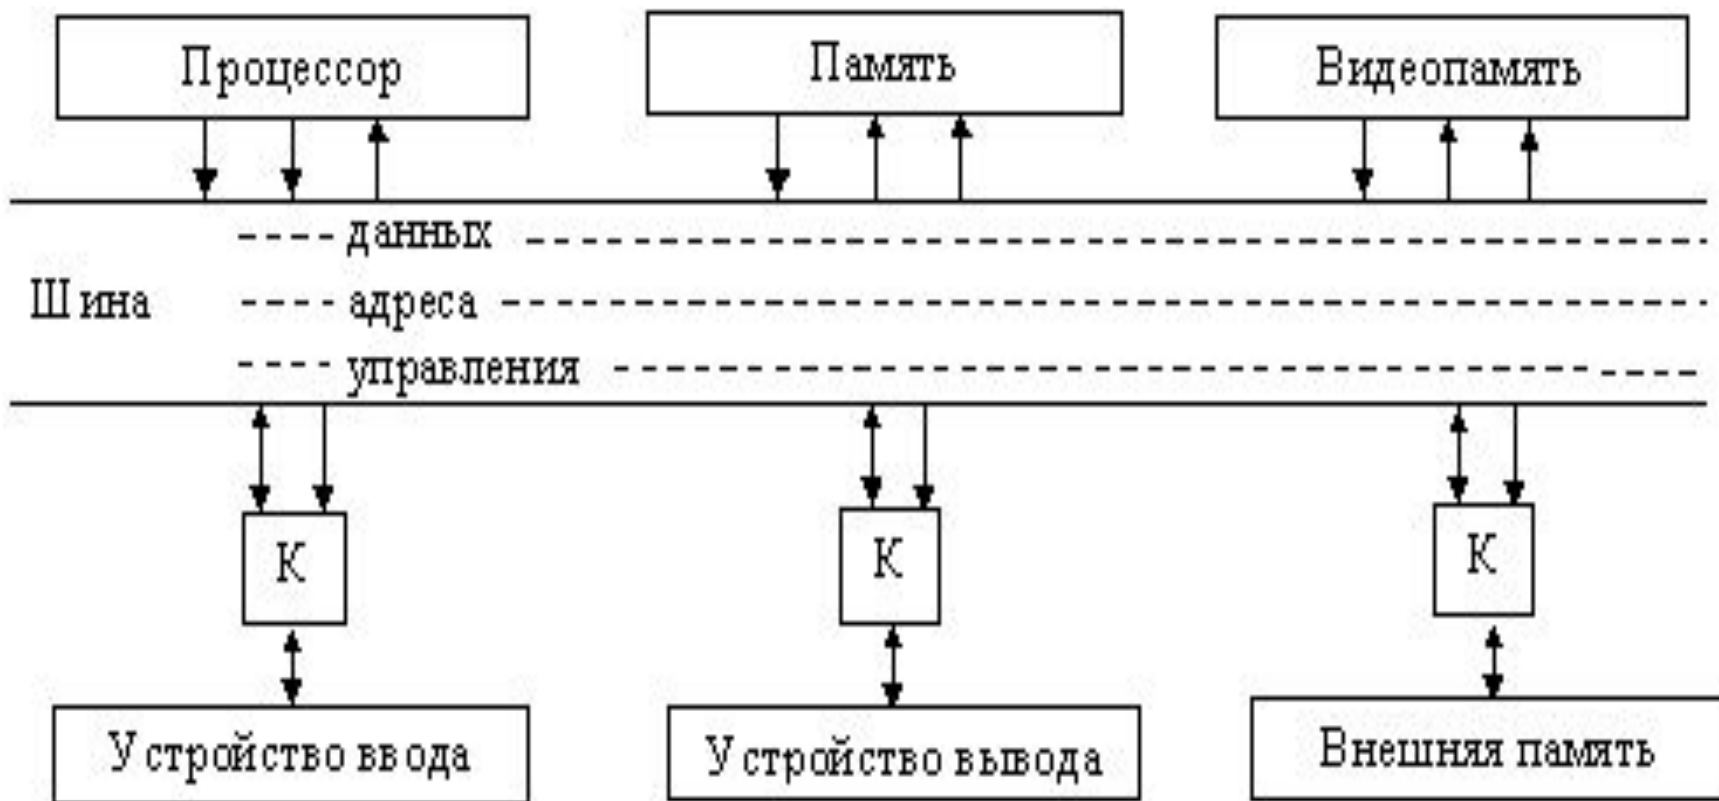 Процессор
Память
Видеопамять
данных
Шина
адреса
управления
К
К
К
Устройство ввода
Устройство вывода
Внешняя память